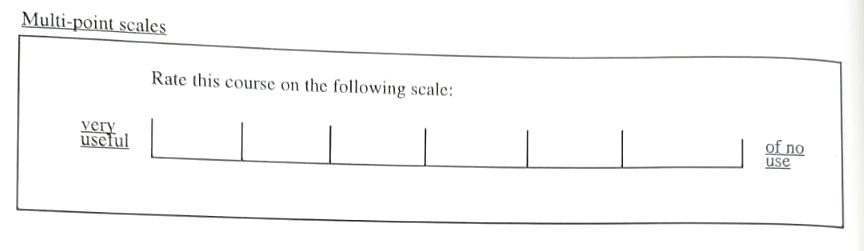 Multi-point scales
Rate this course on the following scale:
very
useful
of no
use